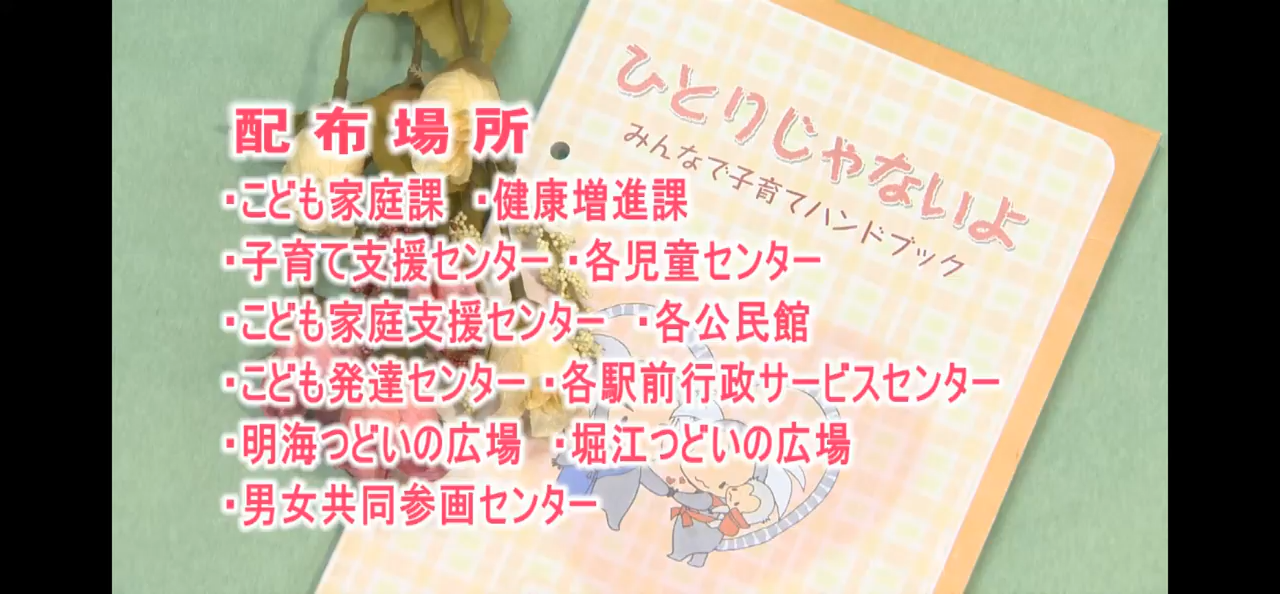 配布場所
・こども家庭課 ・健康増進課
・子育て支援センター ・各児童センター
・こども家庭支援センター ・各公民館
・こども発達センター ・各駅前行政サービスセンター
・明海つどいの広場 ・堀江つどいの広場
・男女共同参画センター
ひとりじゃないよ
みんなで子育てハンドブック